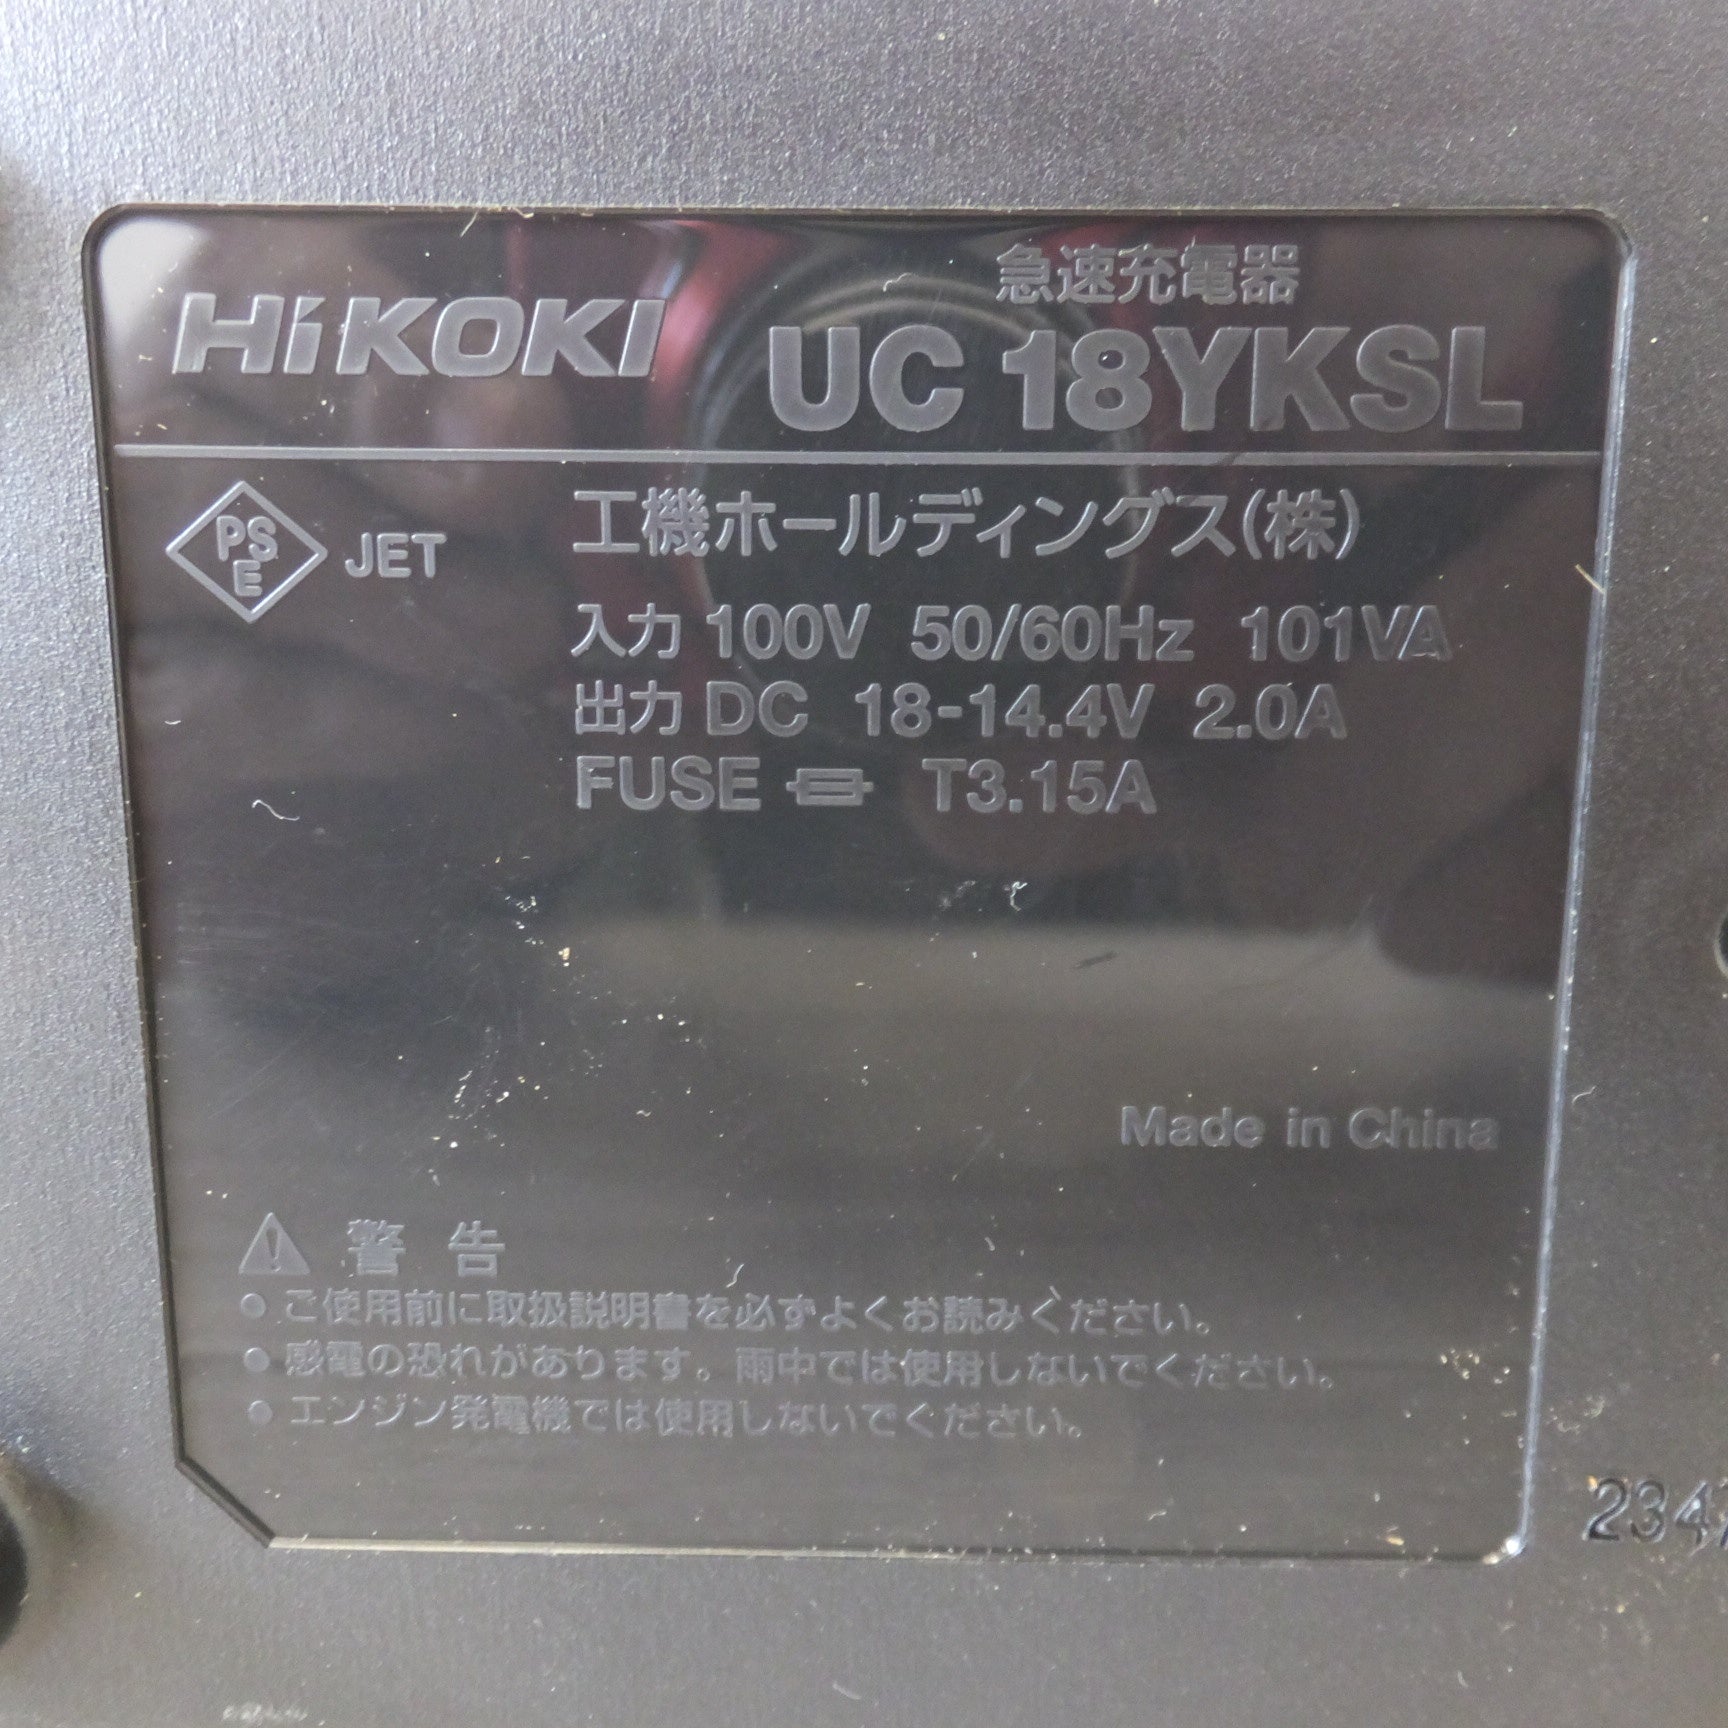 急速充電器
HiKOKI UC 18YKSL
PSE JET
工機ホールディングス(株)
入力 100V 50/60Hz 101VA
出力 DC 18-14.4V 2.0A
FUSE T3.15A
Made in China
警告
●ご使用前に取扱説明書を必ずよくお読みください。
●感電の恐れがあります。雨中では使用しないでください。
●エンジン発電機では使用しないでください。